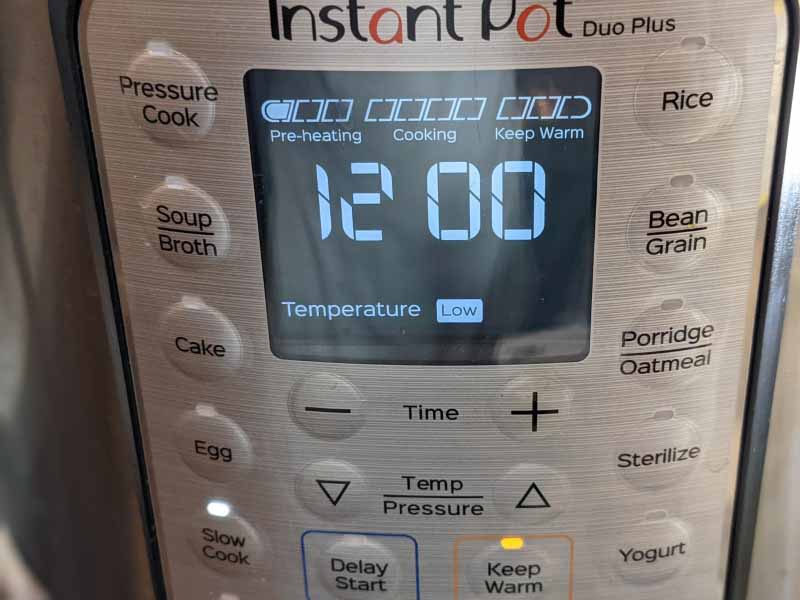 Instant Pot Duo Plus
Pressure
Cook
Rice
Pre-heating Cooking Keep Warm
12 00
Soup
Broth
Bean
Grain
Temperature Low
Cake
Porridge
Oatmeal
Time
Egg
Sterilize
Temp
Pressure
Slow
Cook
Delay
Start
Keep
Warm
Yogurt